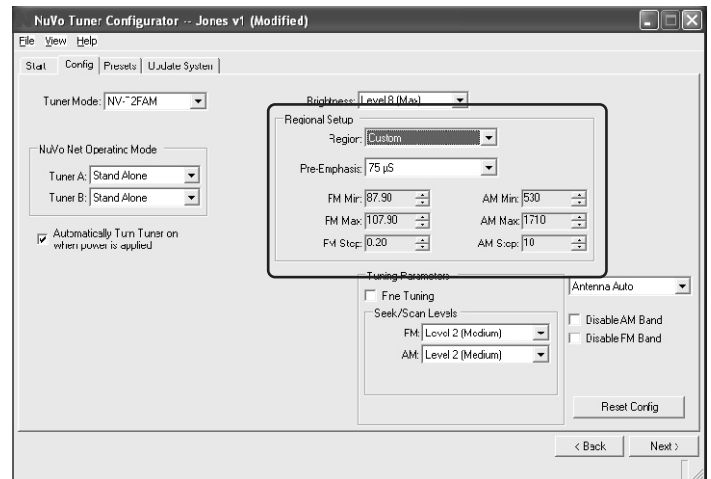 NuVo Tuner Configurator -- Jones v1 (Modified)
File View Help
Start Config Presets Update System
Tuner Mode: NV-T2FAM
Brightness: Level 8 (Max)
NuVo Net Operating Mode
Tuner A: Stand Alone
Tuner B: Stand Alone
Automatically Turn Tuner on
when power is applied
Regional Setup
Region: Custom
Pre-Emphasis: 75 µS
FM Min: 87.90 AM Min: 530
FM Max: 107.90 AM Max: 1710
FM Step: 0.20 AM Step: 10
Tuning Parameters
Fine Tuning
Seek/Scan Levels
FM: Level 2 (Medium)
AM: Level 2 (Medium)
Antenna Auto
Disable AM Band
Disable FM Band
Reset Config
< Back Next >